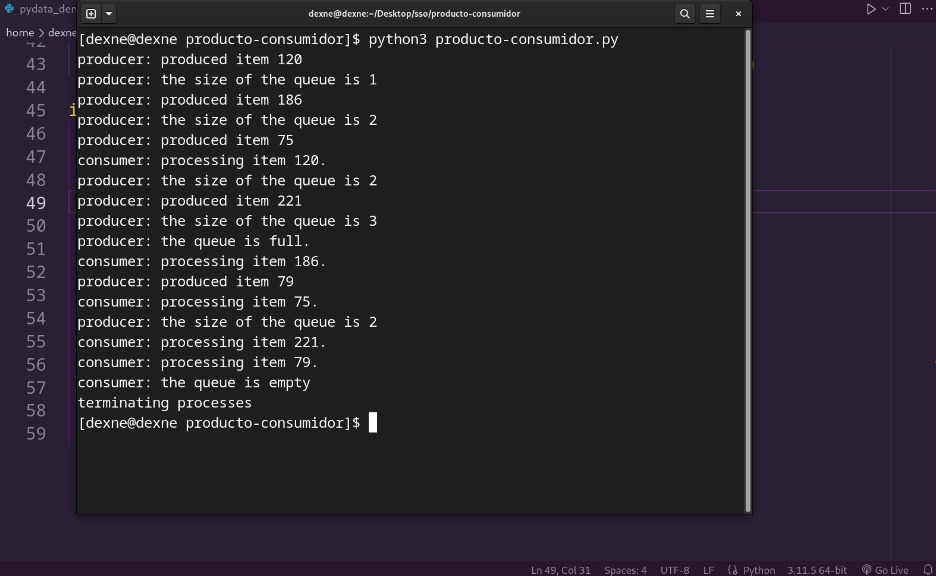 pydata_den
dexne@dexne:~/Desktop/sso/producto-consumidor
home > dexne
[dexne@dexne producto-consumidor]$ python3 producto-consumidor.py
producer: produced item 120
producer: the size of the queue is 1
producer: produced item 186
producer: the size of the queue is 2
producer: produced item 75
consumer: processing item 120.
producer: the size of the queue is 2
producer: produced item 221
producer: the size of the queue is 3
producer: the queue is full.
consumer: processing item 186.
producer: produced item 79
consumer: processing item 75.
producer: the size of the queue is 2
consumer: processing item 221.
consumer: processing item 79.
consumer: the queue is empty
terminating processes
[dexne@dexne producto-consumidor]$
42
43
44
45 i
46
47
48
49
50
51
52
53
54
55
56
57
58
59
Ln 49, Col 31 Spaces: 4 UTF-8 LF Python 3.11.5 64-bit Go Live